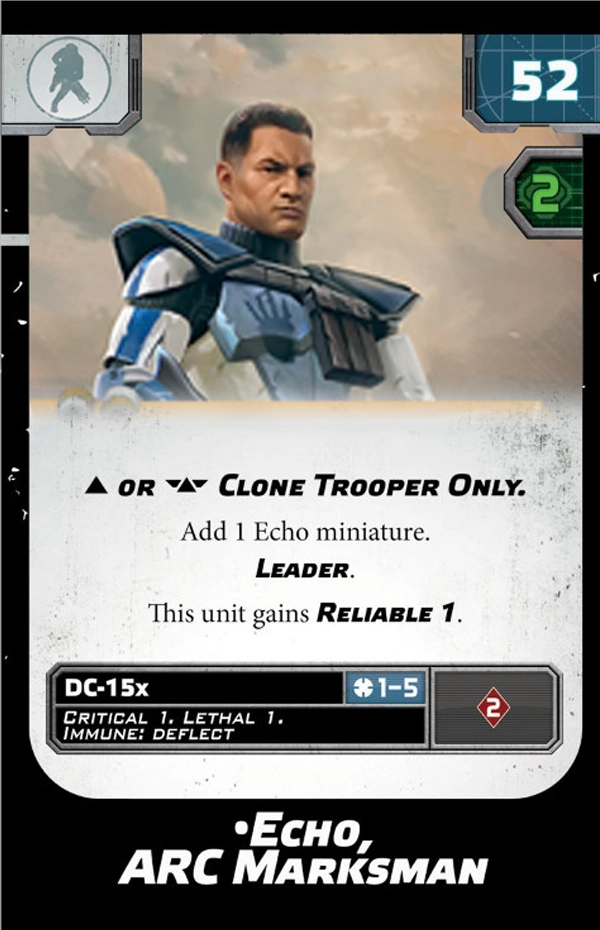 52
2
▲ or ▾▴▾ Clone Trooper Only.
Add 1 Echo miniature.
Leader.
This unit gains Reliable 1.
DC-15x 1–5
Critical 1. Lethal 1.
Immune: deflect
2
•Echo,
ARC Marksman